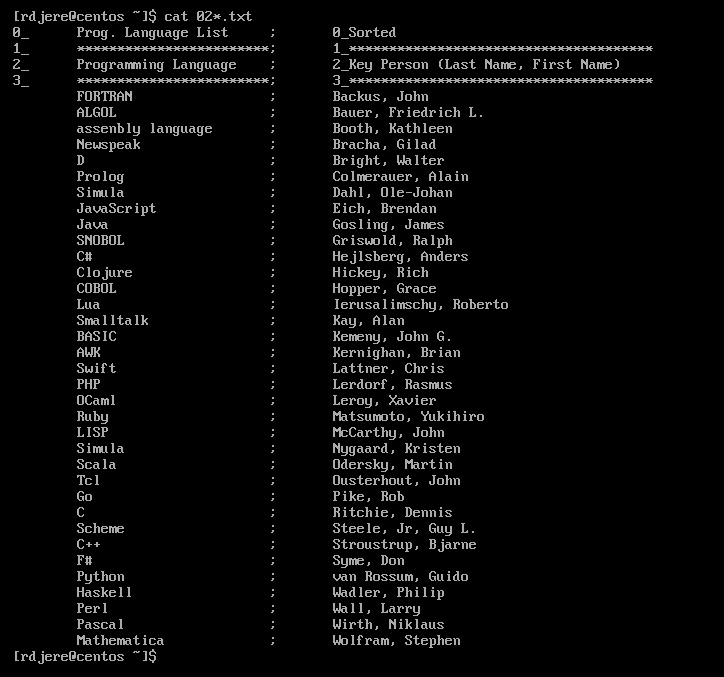 [rdjere@centos ~]$ cat 02*.txt
0_      Prog. Language List     ;       0_Sorted
1_      ************************;       1_**************************************
2_      Programming Language    ;       2_Key Person (Last Name, First Name)
3_      ************************;       3_**************************************
        FORTRAN                 ;       Backus, John
        ALGOL                   ;       Bauer, Friedrich L.
        assenbly language       ;       Booth, Kathleen
        Newspeak                ;       Bracha, Gilad
        D                       ;       Bright, Walter
        Prolog                  ;       Colmerauer, Alain
        Simula                  ;       Dahl, Ole-Johan
        JavaScript              ;       Eich, Brendan
        Java                    ;       Gosling, James
        SNOBOL                  ;       Griswold, Ralph
        C#                      ;       Hejlsberg, Anders
        Clojure                 ;       Hickey, Rich
        COBOL                   ;       Hopper, Grace
        Lua                     ;       Ierusalimschy, Roberto
        Smalltalk               ;       Kay, Alan
        BASIC                   ;       Kemeny, John G.
        AWK                     ;       Kernighan, Brian
        Swift                   ;       Lattner, Chris
        PHP                     ;       Lerdorf, Rasmus
        OCaml                   ;       Leroy, Xavier
        Ruby                    ;       Matsumoto, Yukihiro
        LISP                    ;       McCarthy, John
        Simula                  ;       Nygaard, Kristen
        Scala                   ;       Odersky, Martin
        Tcl                     ;       Ousterhout, John
        Go                      ;       Pike, Rob
        C                       ;       Ritchie, Dennis
        Scheme                  ;       Steele, Jr, Guy L.
        C++                     ;       Stroustrup, Bjarne
        F#                      ;       Syme, Don
        Python                  ;       van Rossum, Guido
        Haskell                 ;       Wadler, Philip
        Perl                    ;       Wall, Larry
        Pascal                  ;       Wirth, Niklaus
        Mathematica             ;       Wolfram, Stephen
[rdjere@centos ~]$